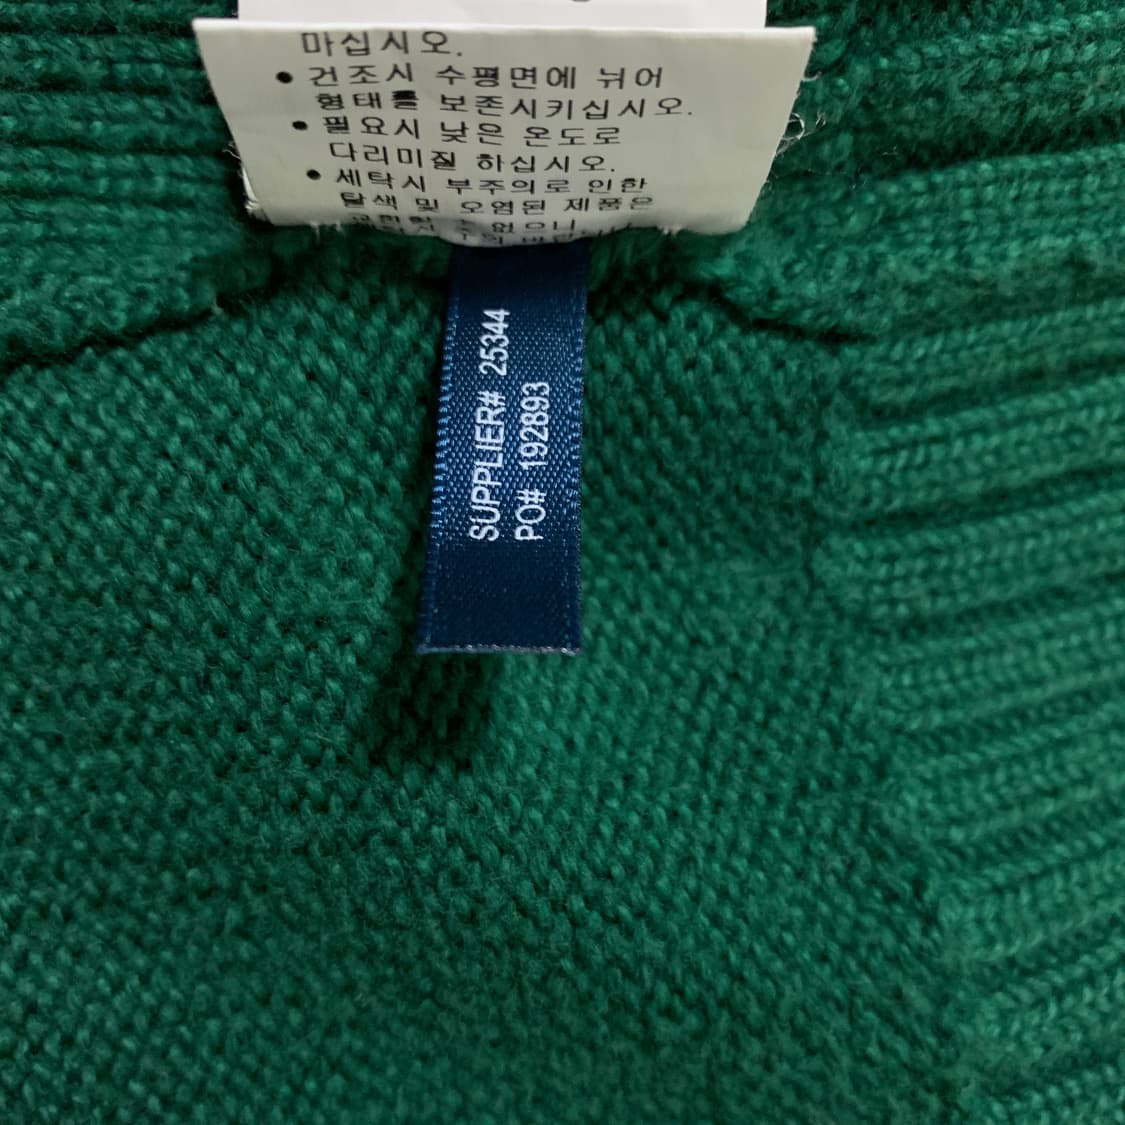 마십시오.
• 건조시 수평면에 뉘어
형태를 보존시키십시오.
• 필요시 낮은 온도로
다리미질 하십시오.
• 세탁시 부주의로 인한
탈색 및 오염된 제품은
없으니
SUPPLIER# 25344
PO# 192893